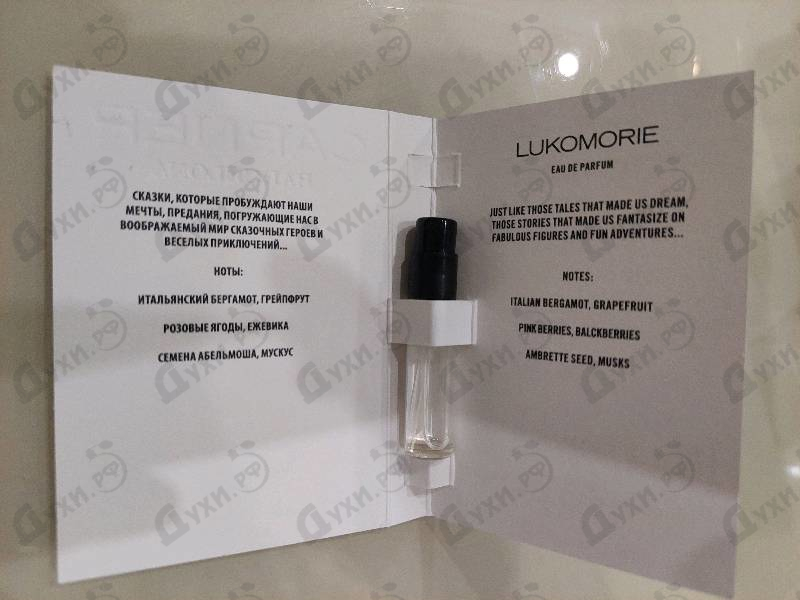 СКАЗКИ, КОТОРЫЕ ПРОБУЖДАЮТ НАШИ
МЕЧТЫ, ПРЕДАНИЯ, ПОГРУЖАЮЩИЕ НАС В
ВООБРАЖАЕМЫЙ МИР СКАЗОЧНЫХ ГЕРОЕВ И
ВЕСЕЛЫХ ПРИКЛЮЧЕНИЙ...
НОТЫ:
ИТАЛЬЯНСКИЙ БЕРГАМОТ, ГРЕЙПФРУТ
РОЗОВЫЕ ЯГОДЫ, ЕЖЕВИКА
СЕМЕНА АБЕЛЬМОША, МУСКУС
LUKOMORIE
EAU DE PARFUM
JUST LIKE THOSE TALES THAT MADE US DREAM,
THOSE STORIES THAT MADE US FANTASIZE ON
FABULOUS FIGURES AND FUN ADVENTURES...
NOTES:
ITALIAN BERGAMOT, GRAPEFRUIT
PINK BERRIES, BALCKBERRIES
AMBRETTE SEED, MUSKS
Духи.рф